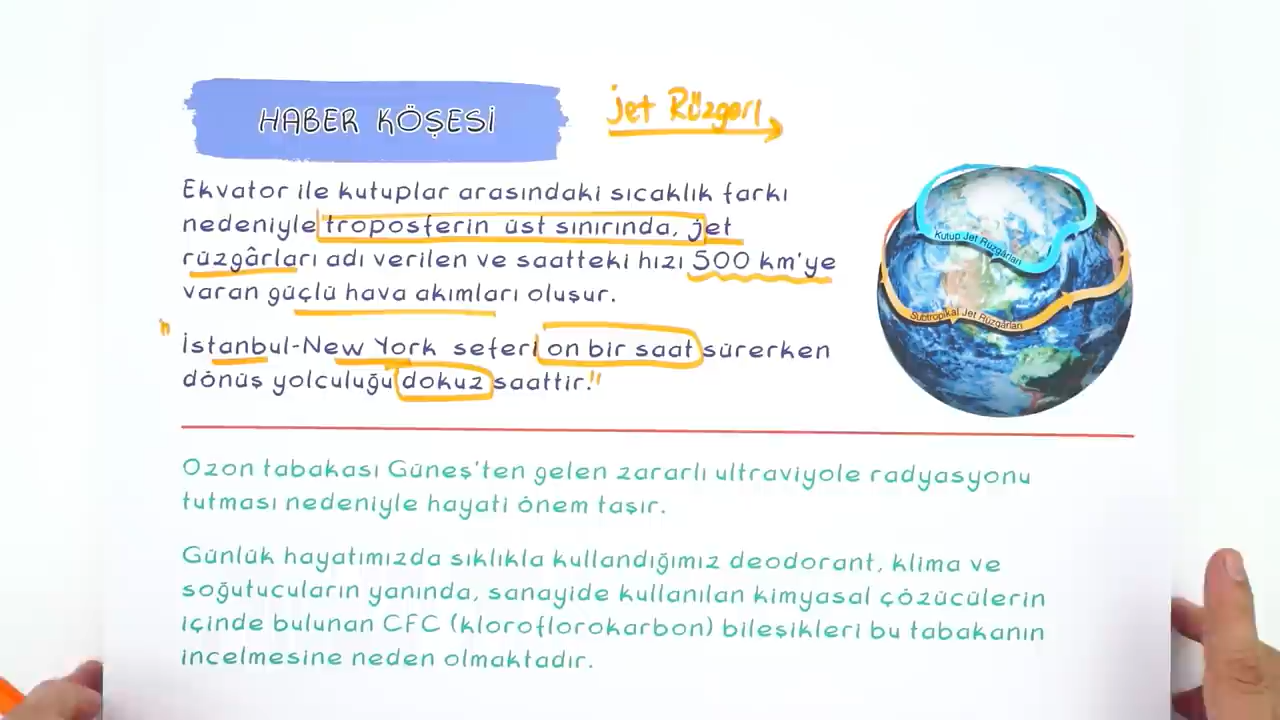 HABER KÖŞESİ
Jet Rüzgarı
Ekvator ile kutuplar arasındaki sıcaklık farkı
nedeniyle troposferin üst sınırında, jet
rüzgârları adı verilen ve saatteki hızı 500 km'ye
varan güçlü hava akımları oluşur.
"İstanbul-New York seferi on bir saat sürerken
dönüş yolculuğu dokuz saattir."
Kutup Jet Rüzgârları
Subtropikal Jet Rüzgârları
Ozon tabakası Güneş'ten gelen zararlı ultraviyole radyasyonu
tutması nedeniyle hayati önem taşır.
Günlük hayatımızda sıklıkla kullandığımız deodorant, klima ve
soğutucuların yanında, sanayide kullanılan kimyasal çözücülerin
içinde bulunan CFC (kloroflorokarbon) bileşikleri bu tabakanın
incelmesine neden olmaktadır.